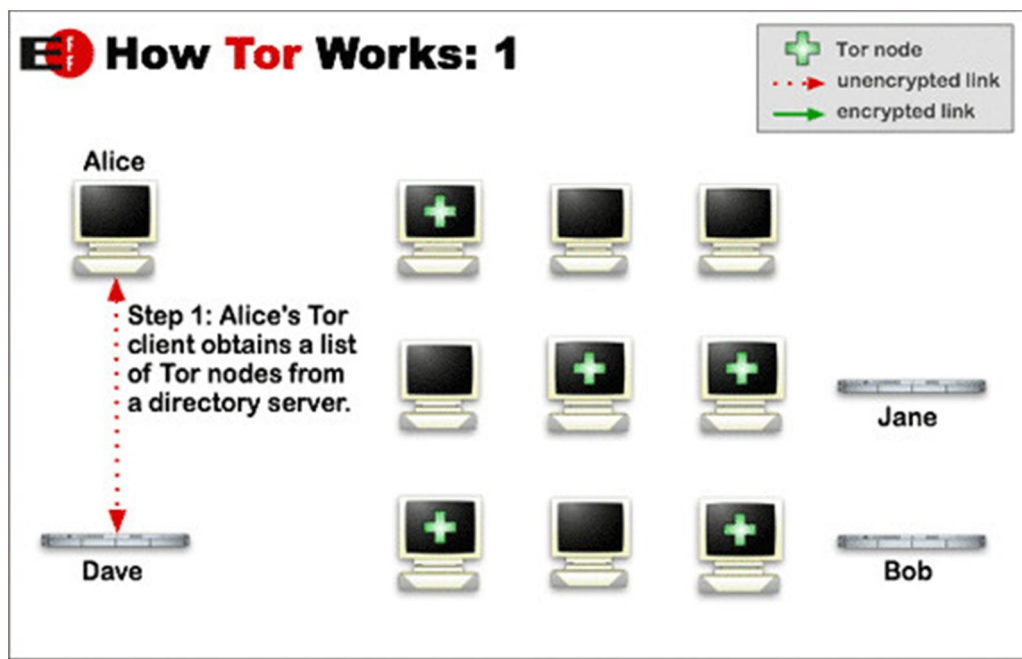 EFF How Tor Works: 1
Tor node
unencrypted link
encrypted link
Alice
Step 1: Alice's Tor
client obtains a list
of Tor nodes from
a directory server.
Jane
Dave
Bob